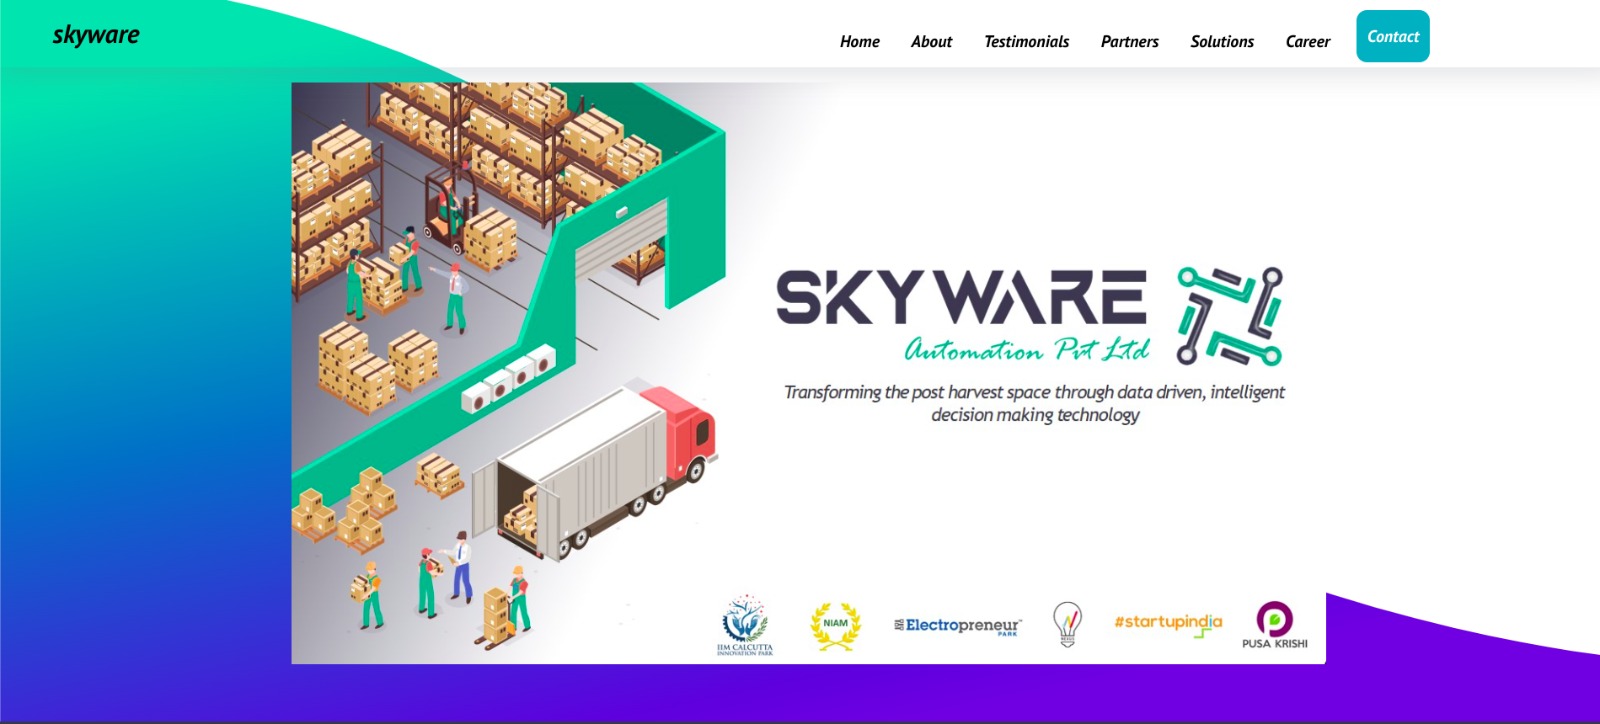 skyware
Home
About
Testimonials
Partners
Solutions
Career
Contact
SKYWARE
Automation Pvt Ltd
Transforming the post harvest space through data driven, intelligent
decision making technology
IIM CALCUTTA
INNOVATION PARK
NIAM
Electropreneur
PARK
#startupindia
PUSA KRISHI